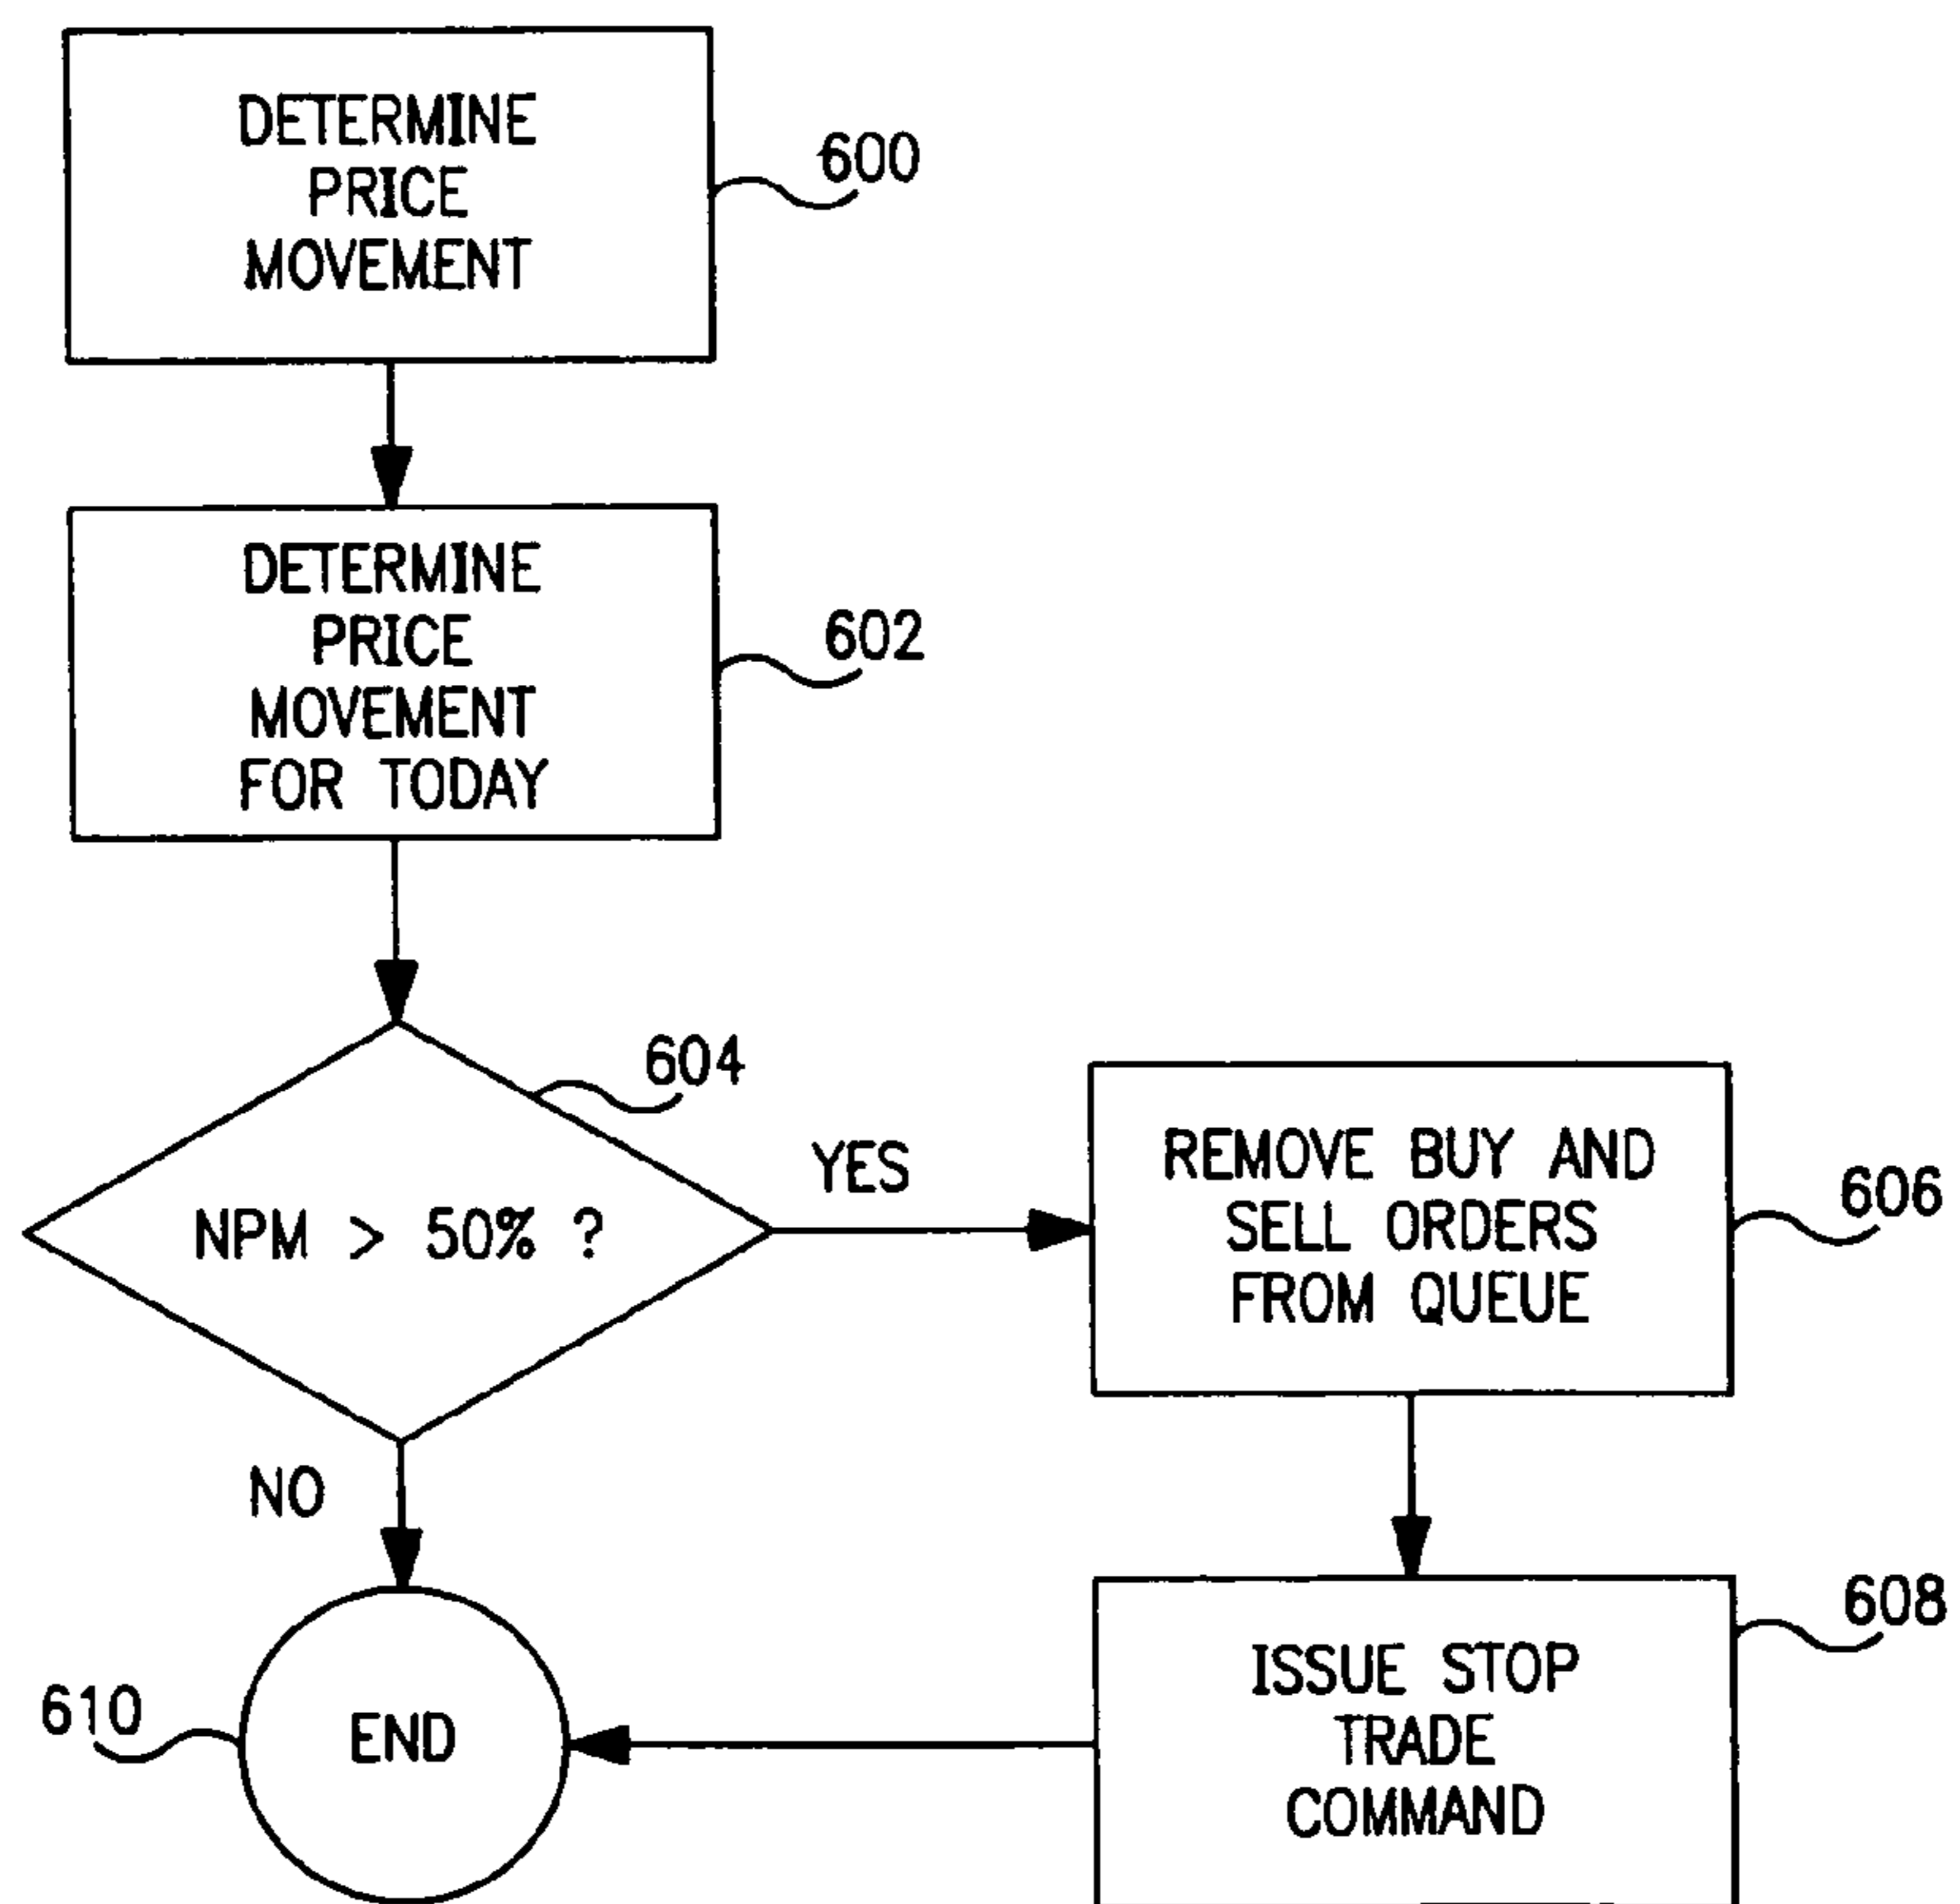 DETERMINE
PRICE
MOVEMENT
600
DETERMINE
PRICE
MOVEMENT
FOR TODAY
602
604
NPM > 50% ?
YES
REMOVE BUY AND
SELL ORDERS
FROM QUEUE
606
NO
608
ISSUE STOP
TRADE
COMMAND
610
END